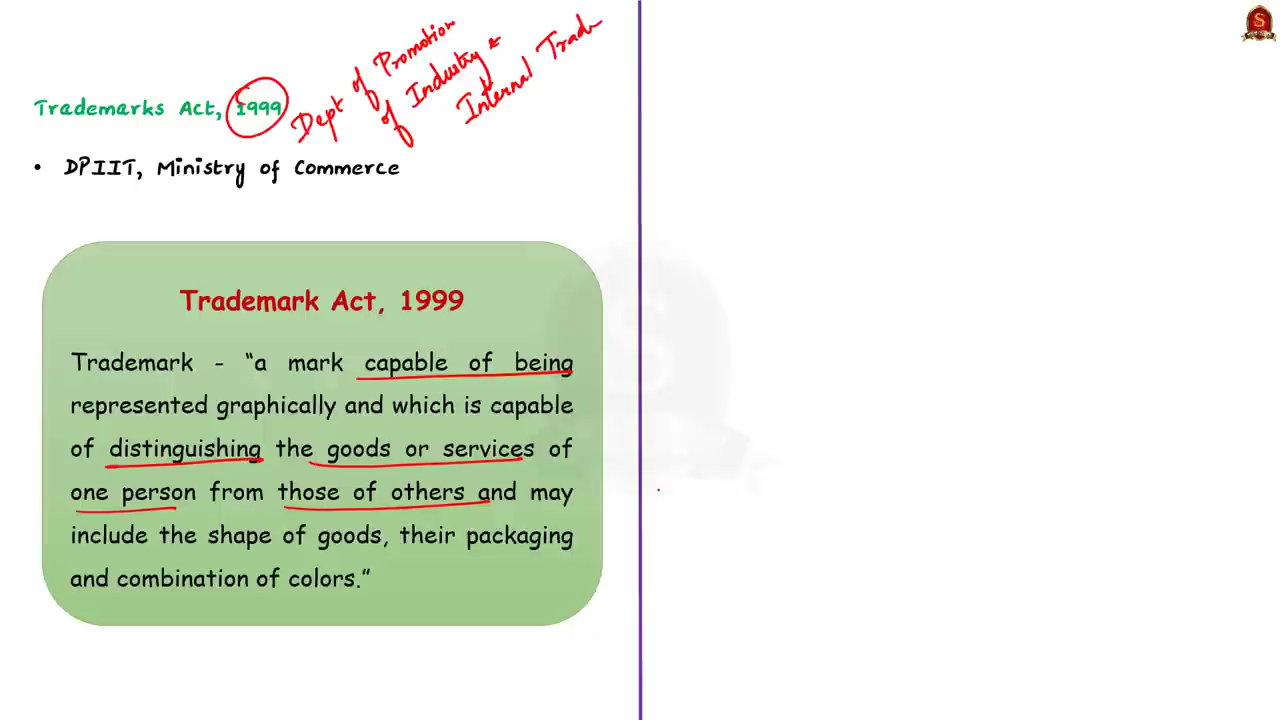 Trademarks Act, 1999
Dept of Promotion
of Industry &
Internal Trade
• DPIIT, Ministry of Commerce
Trademark Act, 1999
Trademark - “a mark capable of being
represented graphically and which is capable
of distinguishing the goods or services of
one person from those of others and may
include the shape of goods, their packaging
and combination of colors.”
S
S